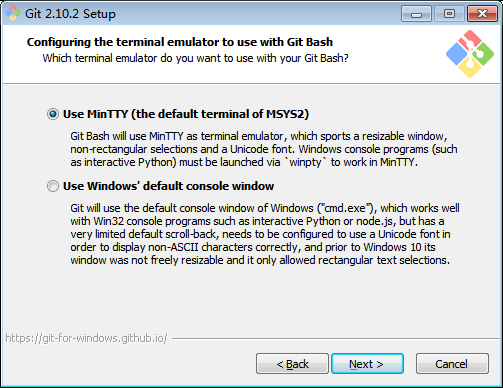 Git 2.10.2 Setup
Configuring the terminal emulator to use with Git Bash
Which terminal emulator do you want to use with your Git Bash?
Use MinTTY (the default terminal of MSYS2)
Git Bash will use MinTTY as terminal emulator, which sports a resizable window,
non-rectangular selections and a Unicode font. Windows console programs (such
as interactive Python) must be launched via `winpty` to work in MinTTY.
Use Windows' default console window
Git will use the default console window of Windows ("cmd.exe"), which works well
with Win32 console programs such as interactive Python or node.js, but has a
very limited default scroll-back, needs to be configured to use a Unicode font in
order to display non-ASCII characters correctly, and prior to Windows 10 its
window was not freely resizable and it only allowed rectangular text selections.
https://git-for-windows.github.io/
< Back Next > Cancel